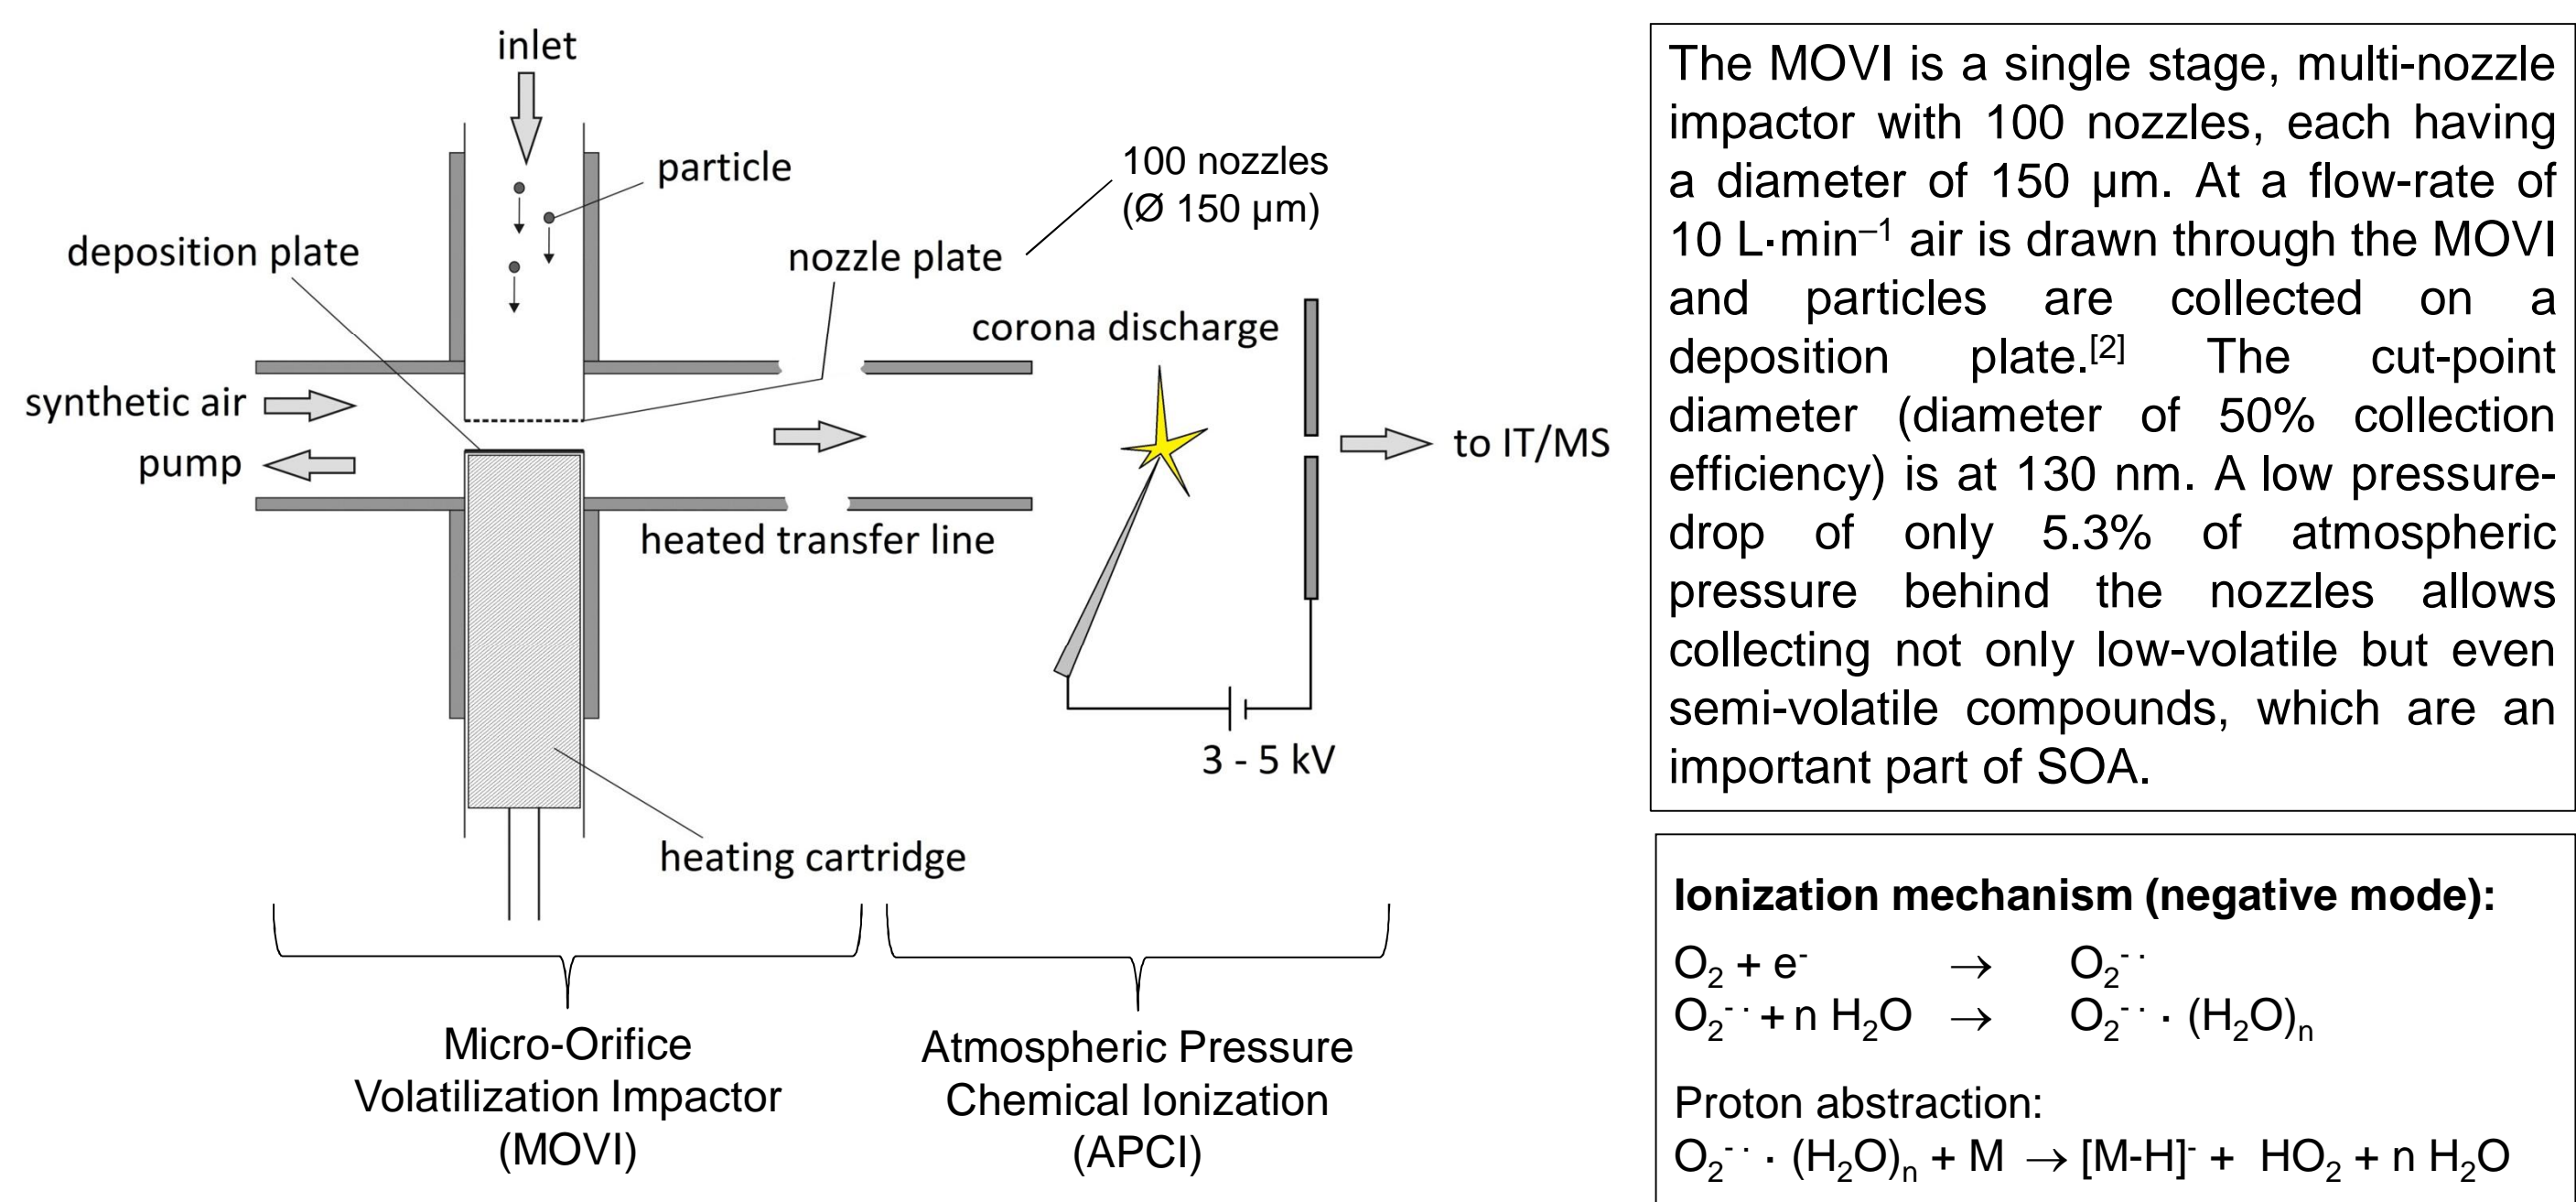 inlet
particle
100 nozzles
(Ø 150 µm)
deposition plate
nozzle plate
corona discharge
synthetic air
pump
to IT/MS
heated transfer line
3 - 5 kV
heating cartridge
Micro-Orifice
Volatilization Impactor
(MOVI)
Atmospheric Pressure
Chemical Ionization
(APCI)
The MOVI is a single stage, multi-nozzle
impactor with 100 nozzles, each having
a diameter of 150 µm. At a flow-rate of
10 L·min⁻¹ air is drawn through the MOVI
and particles are collected on a
deposition plate.[2] The cut-point
diameter (diameter of 50% collection
efficiency) is at 130 nm. A low pressure-
drop of only 5.3% of atmospheric
pressure behind the nozzles allows
collecting not only low-volatile but even
semi-volatile compounds, which are an
important part of SOA.
Ionization mechanism (negative mode):
O₂ + e⁻ → O₂⁻·
O₂⁻· + n H₂O → O₂⁻· · (H₂O)ₙ
Proton abstraction:
O₂⁻· · (H₂O)ₙ + M → [M-H]⁻ + HO₂ + n H₂O